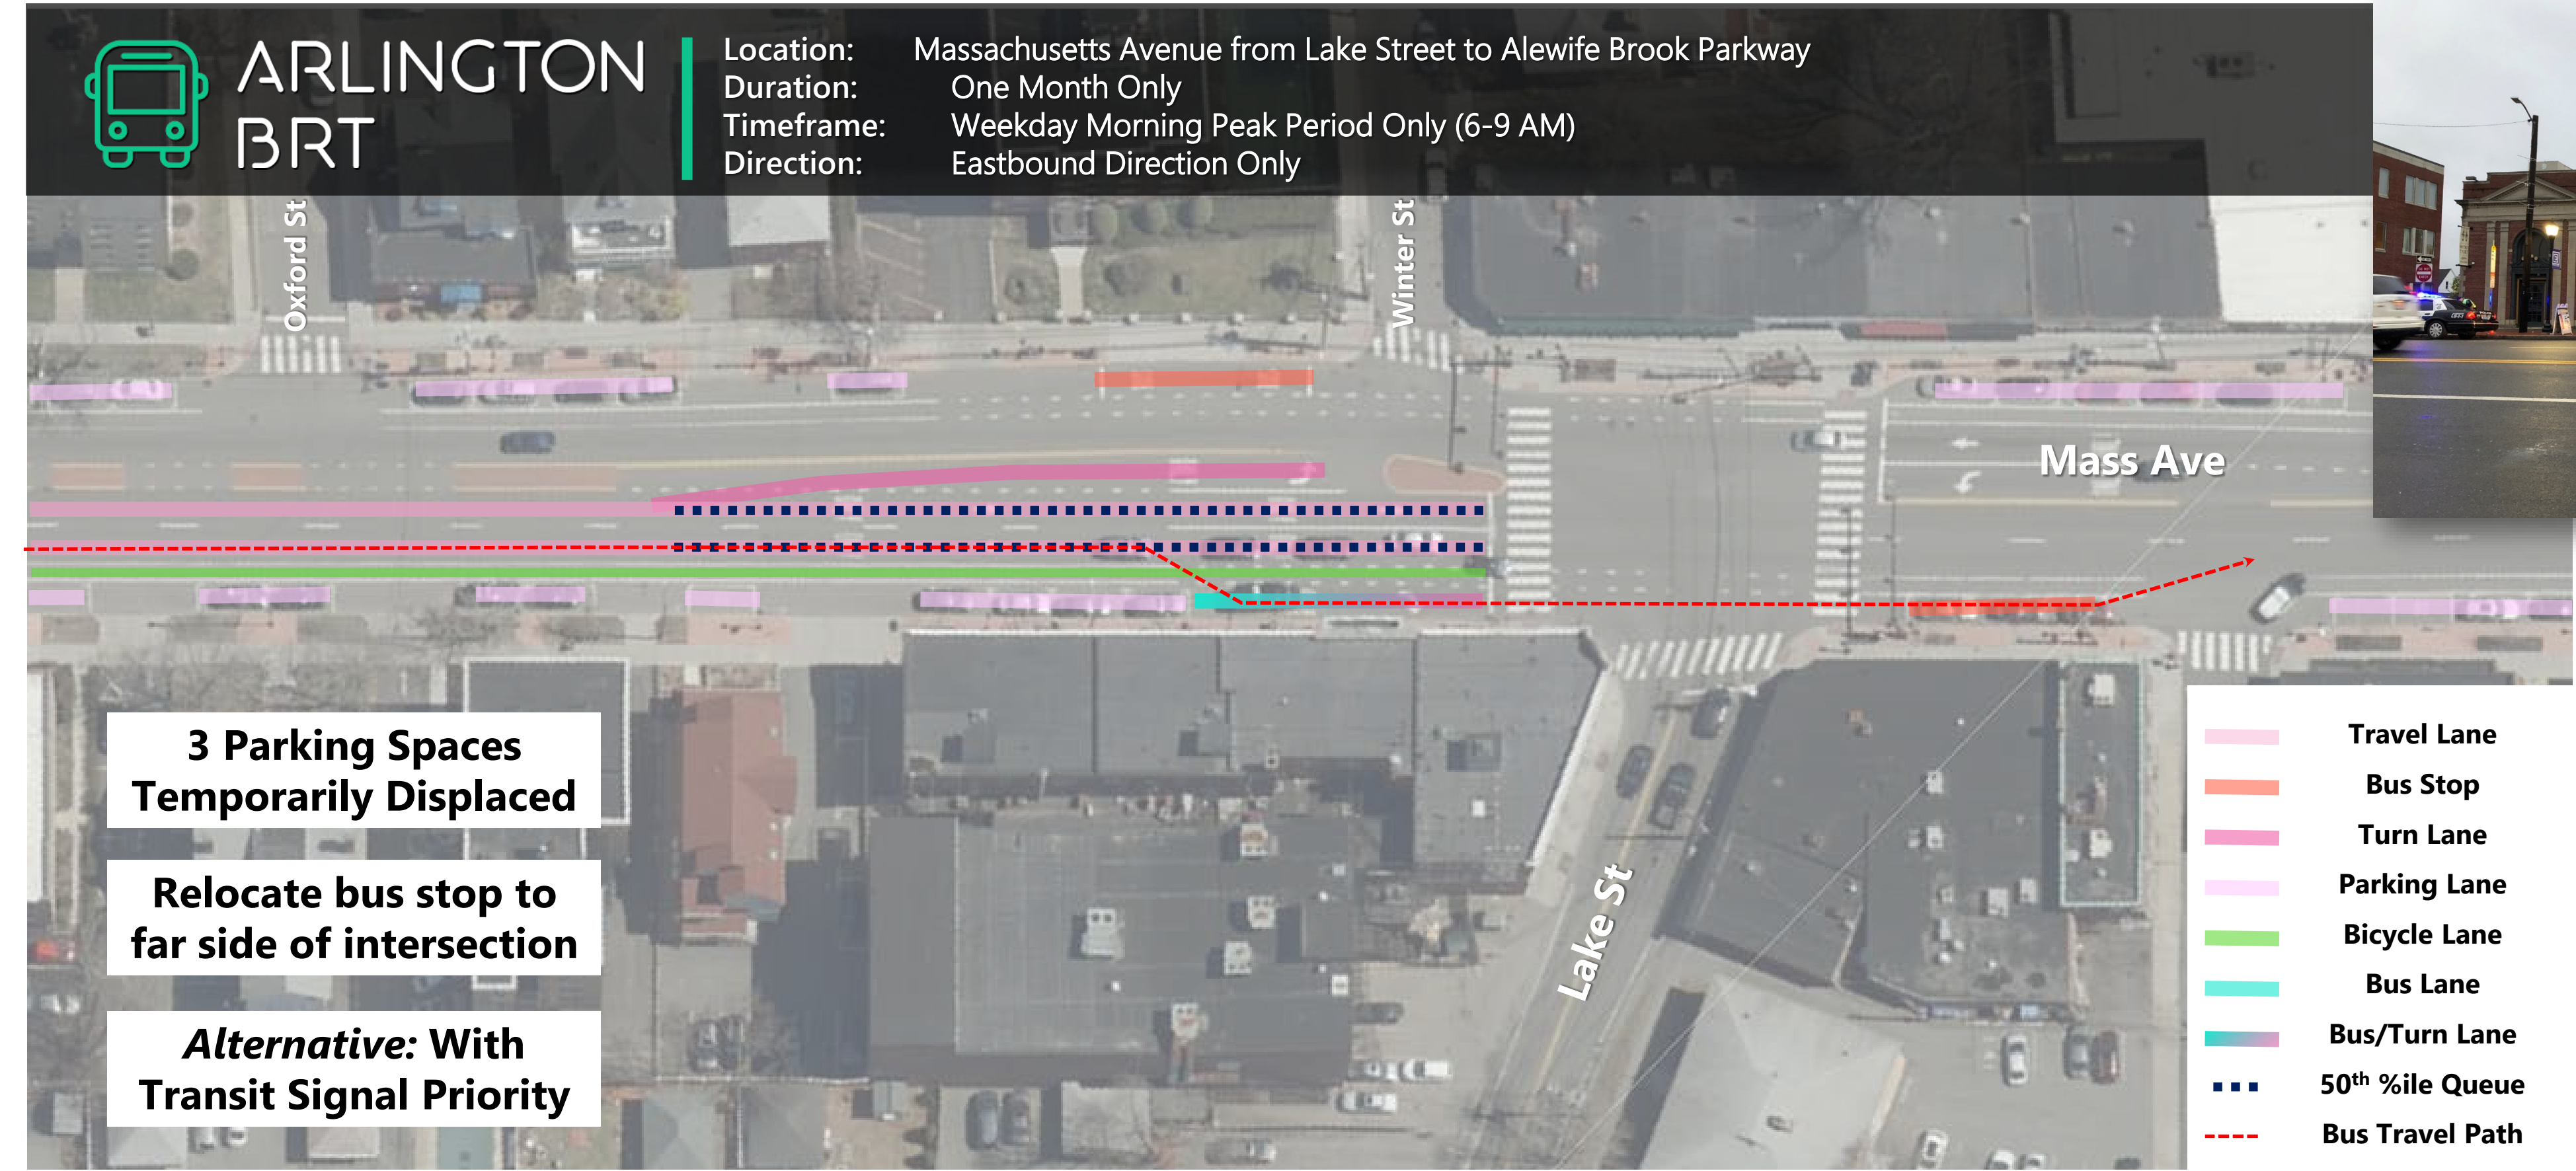 ARLINGTON
BRT
Location: Massachusetts Avenue from Lake Street to Alewife Brook Parkway
Duration: One Month Only
Timeframe: Weekday Morning Peak Period Only (6-9 AM)
Direction: Eastbound Direction Only
Oxford St
Winter St
Mass Ave
Lake St
3 Parking Spaces
Temporarily Displaced
Relocate bus stop to
far side of intersection
Alternative: With
Transit Signal Priority
Travel Lane
Bus Stop
Turn Lane
Parking Lane
Bicycle Lane
Bus Lane
Bus/Turn Lane
50th %ile Queue
Bus Travel Path